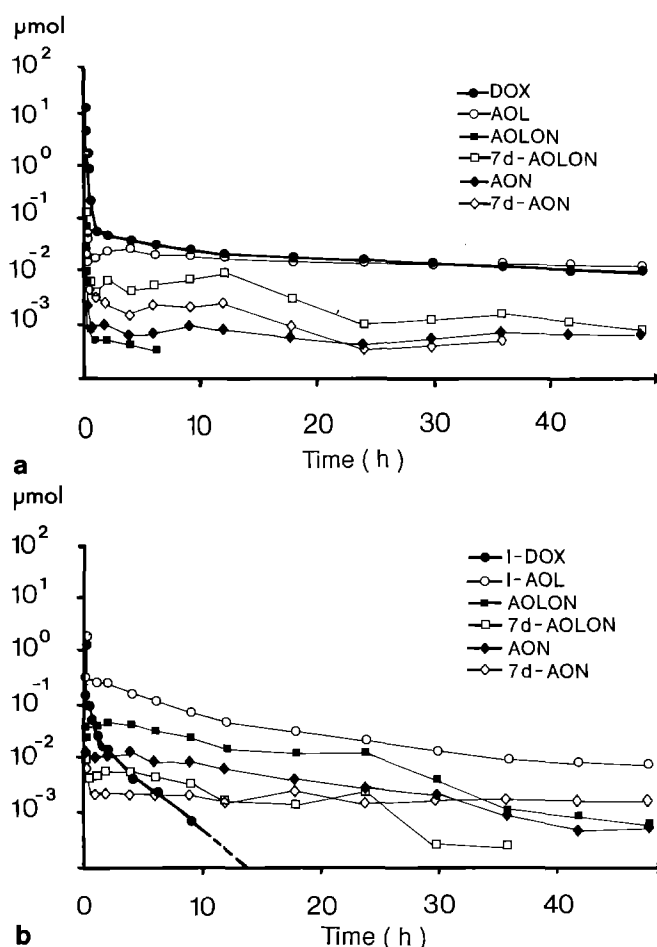 µmol
10²
10¹
10⁰
10⁻¹
10⁻²
10⁻³
DOX
AOL
AOLON
7d-AOLON
AON
7d-AON
0 10 20 30 40
Time ( h )
a
µmol
10²
10¹
10⁰
10⁻¹
10⁻²
10⁻³
I-DOX
I-AOL
AOLON
7d-AOLON
AON
7d-AON
0 10 20 30 40
Time ( h )
b